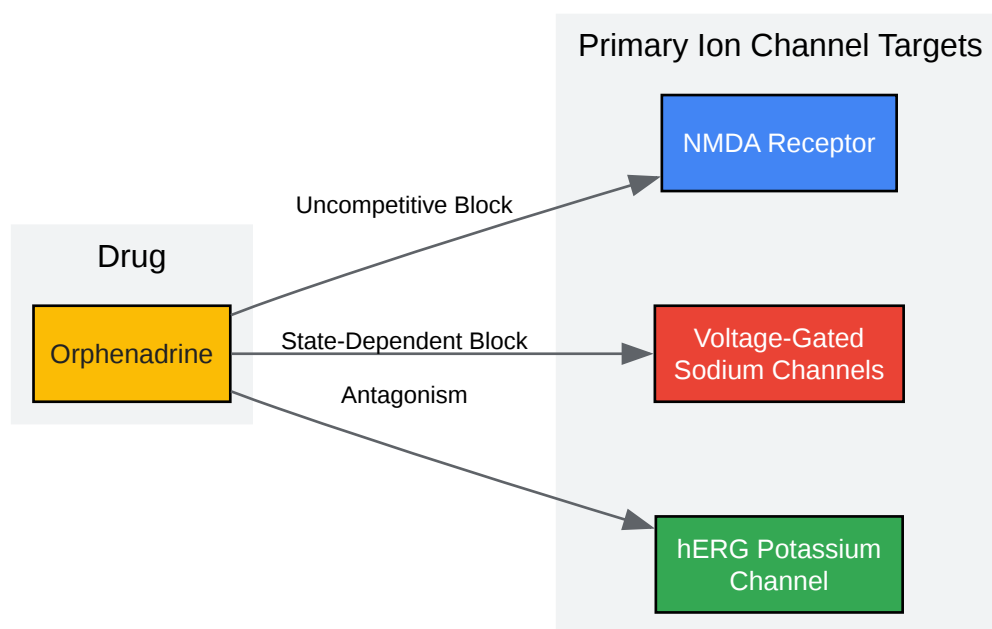 Primary Ion Channel Targets
NMDA Receptor
Uncompetitive Block
Drug
Orphenadrine
State-Dependent Block
Voltage-Gated
Sodium Channels
Antagonism
hERG Potassium
Channel